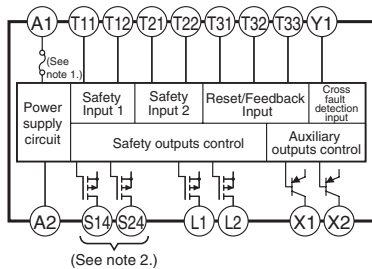 A1 T11 T12 T21 T22 T31 T32 T33 Y1
(See
note 1.)
Power
supply
circuit
Safety
Input 1
Safety
Input 2
Reset/Feedback
Input
Cross
fault
detection
input
Safety outputs control
Auxiliary
outputs control
A2 S14 S24 L1 L2 X1 X2
(See note 2.)